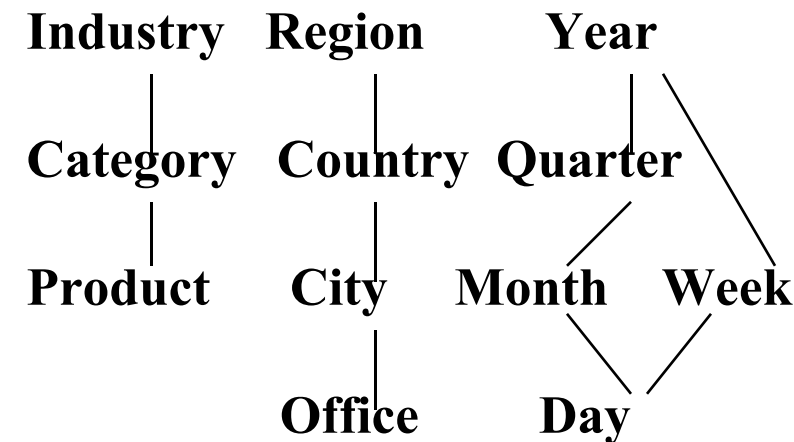 Industry Region Year
Category Country Quarter
Product City Month Week
Office Day